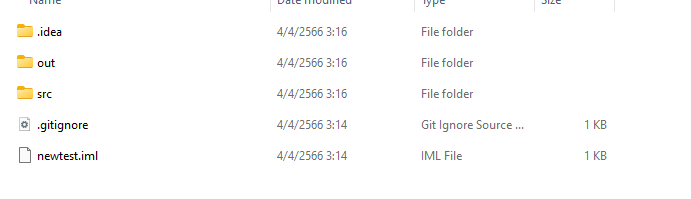 Name Date modified Type Size
.idea 4/4/2566 3:16 File folder
out 4/4/2566 3:16 File folder
src 4/4/2566 3:16 File folder
.gitignore 4/4/2566 3:14 Git Ignore Source ... 1 KB
newtest.iml 4/4/2566 3:14 IML File 1 KB